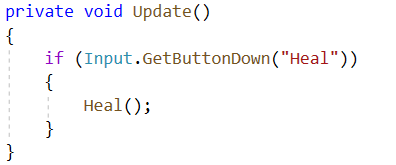 private void Update()
{
    if (Input.GetButtonDown("Heal"))
    {
        Heal();
    }
}